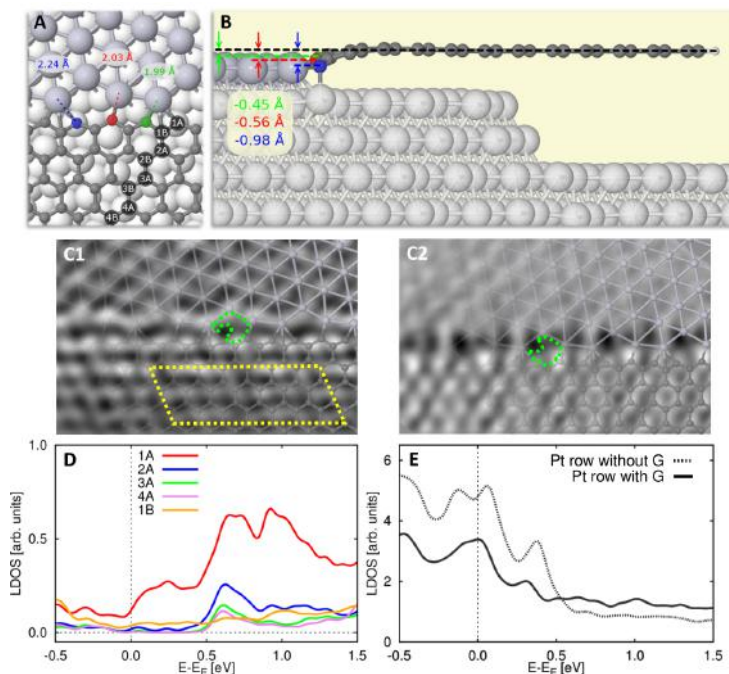 A
2.24 Å
2.03 Å
1.99 Å
1A
1B
2A
2B
3A
3B
4A
4B
B
-0.45 Å
-0.56 Å
-0.98 Å
C1
C2
D
1A
2A
3A
4A
1B
LDOS [arb. units]
1.0
0.5
0.0
-0.5 0.0 0.5 1.0 1.5
E-E_F [eV]
E
Pt row without G
Pt row with G
LDOS [arb. units]
6
4
2
0
-0.5 0.0 0.5 1.0 1.5
E-E_F [eV]